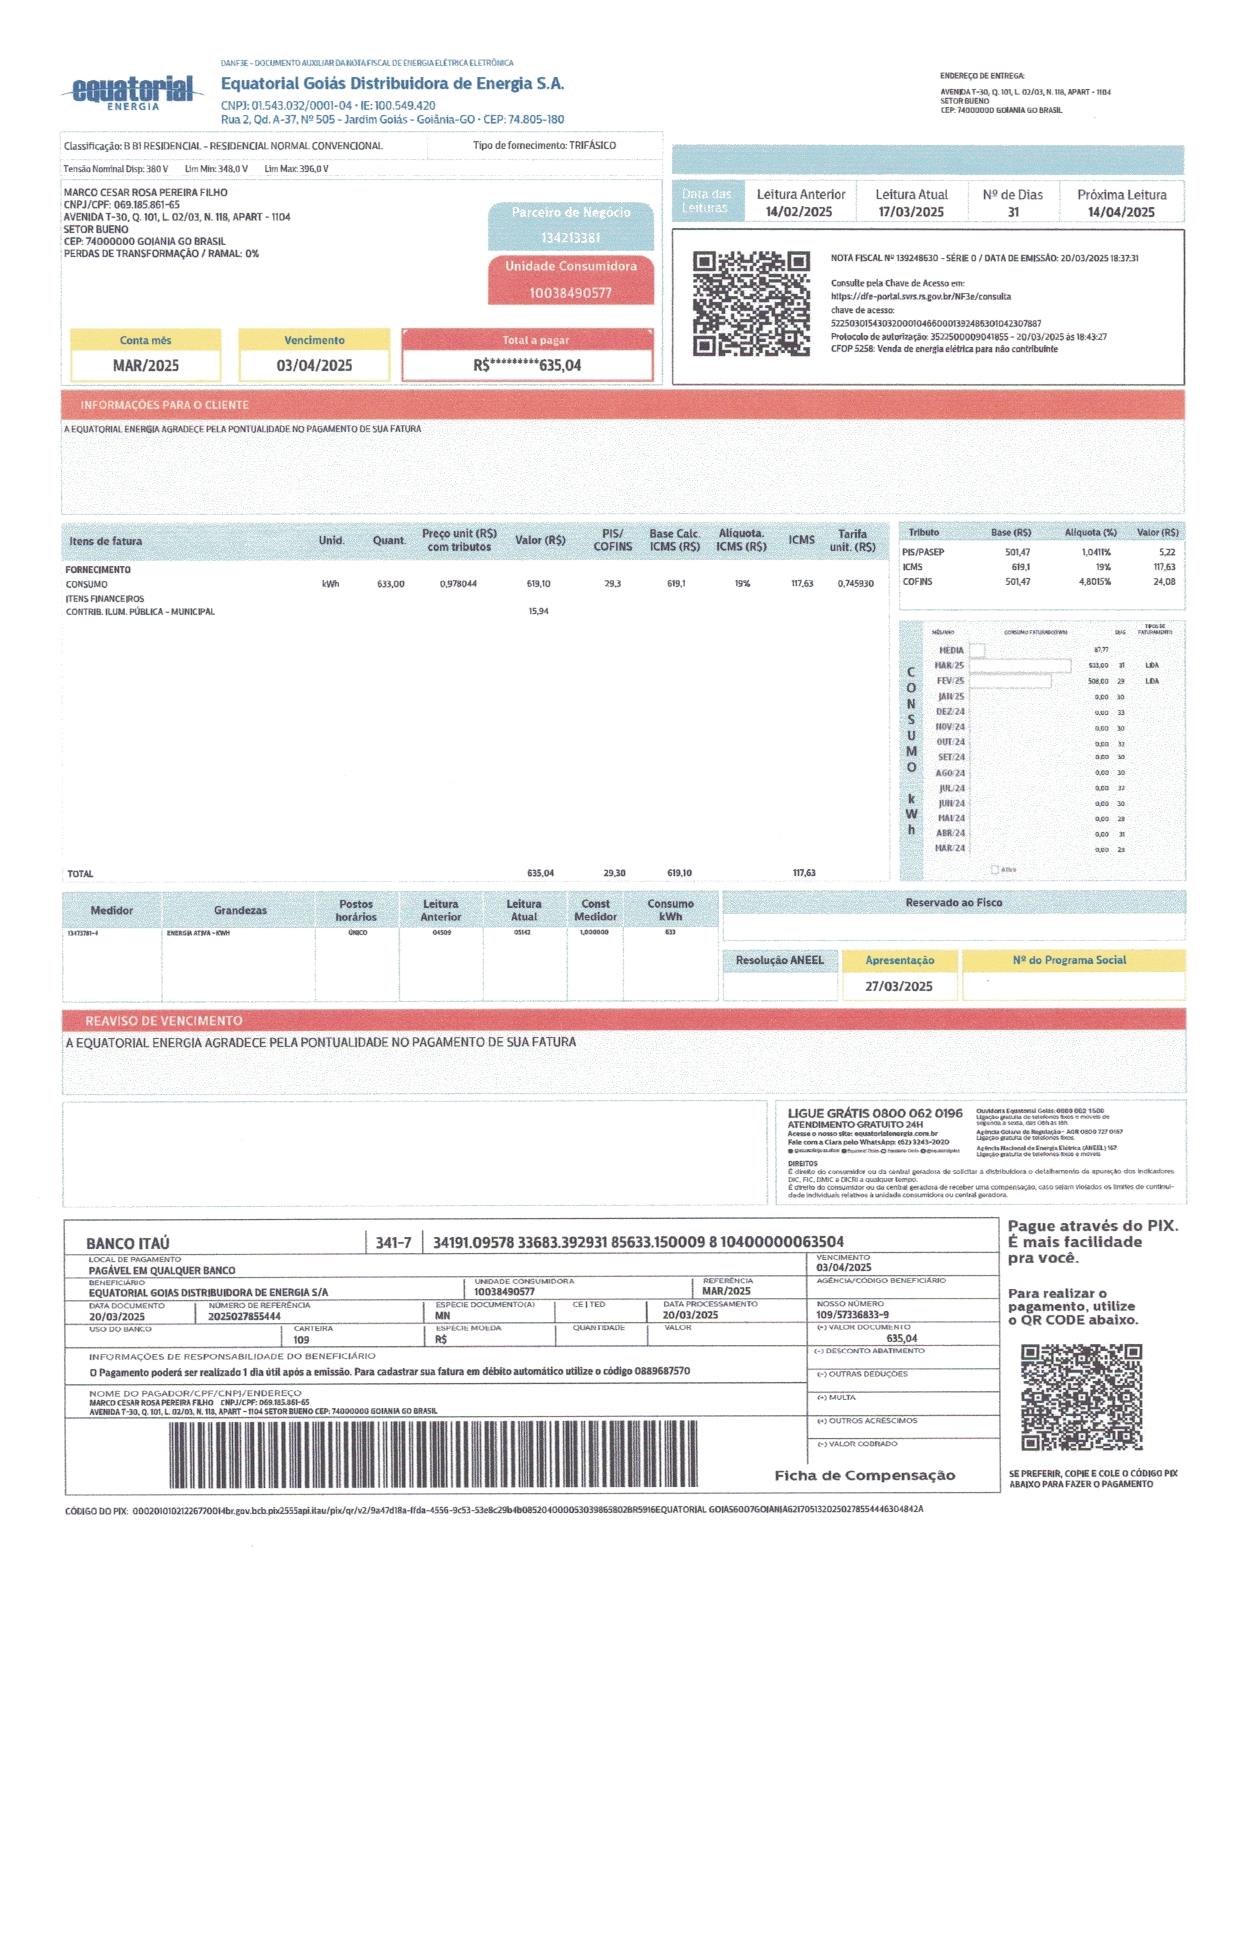 equatorial
ENERGIA
DANF3E - DOCUMENTO AUXILIAR DA NOTA FISCAL DE ENERGIA ELÉTRICA ELETRÔNICA
Equatorial Goiás Distribuidora de Energia S.A.
CNPJ: 01.543.032/0001-04 • IE: 100.549.420
Rua 2, Qd. A-37, Nº 505 - Jardim Goiás - Goiânia-GO • CEP: 74.805-180
ENDEREÇO DE ENTREGA:
AVENIDA T-30, Q. 101, L. 02/03, N. 118, APART - 1104
SETOR BUENO
CEP: 74000000 GOIANIA GO BRASIL
Classificação: B B1 RESIDENCIAL - RESIDENCIAL NORMAL CONVENCIONAL Tipo de fornecimento: TRIFÁSICO
Tensão Nominal Disp: 380 V Lim Min: 348,0 V Lim Max: 396,0 V
MARCO CESAR ROSA PEREIRA FILHO
CNPJ/CPF: 069.185.861-65
AVENIDA T-30, Q. 101, L. 02/03, N. 118, APART - 1104
SETOR BUENO
CEP: 74000000 GOIANIA GO BRASIL
PERDAS DE TRANSFORMAÇÃO / RAMAL: 0%
Parceiro de Negócio
134213381
Unidade Consumidora
10038490577
Conta mês Vencimento Total a pagar
MAR/2025 03/04/2025 R$*********635,04
Data das Leituras
Leitura Anterior Leitura Atual Nº de Dias Próxima Leitura
14/02/2025 17/03/2025 31 14/04/2025
NOTA FISCAL Nº 139248630 - SÉRIE 0 / DATA DE EMISSÃO: 20/03/2025 18:37:31
Consulte pela Chave de Acesso em:
https://dfe-portal.svrs.rs.gov.br/NF3e/consulta
chave de acesso:
52250301543032000104660001392486301042307887
Protocolo de autorização: 3522500009041855 - 20/03/2025 às 18:43:27
CFOP 5258: Venda de energia elétrica para não contribuinte
INFORMAÇÕES PARA O CLIENTE
A EQUATORIAL ENERGIA AGRADECE PELA PONTUALIDADE NO PAGAMENTO DE SUA FATURA
Itens de fatura Unid. Quant. Preço unit (R$) com tributos Valor (R$) PIS/COFINS Base Calc. ICMS (R$) Alíquota. ICMS (R$) ICMS Tarifa unit. (R$)
FORNECIMENTO
CONSUMO kWh 633,00 0,978044 619,10 29,3 619,1 19% 117,63 0,745930
ITENS FINANCEIROS
CONTRIB. ILUM. PÚBLICA - MUNICIPAL 15,94
TOTAL 635,04 29,30 619,10 117,63
Tributo Base (R$) Alíquota (%) Valor (R$)
PIS/PASEP 501,47 1,0411% 5,22
ICMS 619,1 19% 117,63
COFINS 501,47 4,8015% 24,08
CONSUMO kWh
MÊS/ANO CONSUMO FATURADO(KWH) DIAS TIPOS DE FATURAMENTO
MÉDIA 87,77
MAR/25 633,00 31 LIDA
FEV/25 508,00 29 LIDA
JAN/25 0,00 30
DEZ/24 0,00 33
NOV/24 0,00 30
OUT/24 0,00 32
SET/24 0,00 30
AGO/24 0,00 30
JUL/24 0,00
JUN/24 0,00 30
MAI/24 0,00
ABR/24 0,00 31
MAR/24 0,00
Ativo
Medidor Grandezas Postos horários Leitura Anterior Leitura Atual Const Medidor Consumo kWh
13473781-4 ENERGIA ATIVA - KWH ÚNICO 04509 05142 1,000000 633
Reservado ao Fisco
Resolução ANEEL Apresentação Nº do Programa Social
27/03/2025
REAVISO DE VENCIMENTO
A EQUATORIAL ENERGIA AGRADECE PELA PONTUALIDADE NO PAGAMENTO DE SUA FATURA
LIGUE GRÁTIS 0800 062 0196
ATENDIMENTO GRATUITO 24H
Acesse o nosso site: equatorialenergia.com.br
Fale com a Clara pelo WhatsApp: (62) 3243-2020
Ouvidoria Equatorial Goiás: 0800 062 1500
Ligação gratuita de telefones fixos e móveis de
segunda a sexta, das 08h às 18h.
Agência Goiana de Regulação- AGR 0800 727 0167
Ligação gratuita de telefones fixos.
Agência Nacional de Energia Elétrica (ANEEL) 167
Ligação gratuita de telefones fixos e móveis
DIREITOS
É direito do consumidor ou da central geradora de solicitar à distribuidora o detalhamento da apuração dos indicadores
DIC, FIC, DMIC e DICRI a qualquer tempo.
É direito do consumidor ou da central geradora de receber uma compensação, caso sejam violados os limites de continui-
dade individuais relativos à unidade consumidora ou central geradora.
BANCO ITAÚ 341-7 34191.09578 33683.392931 85633.150009 8 10400000063504
LOCAL DE PAGAMENTO VENCIMENTO
PAGÁVEL EM QUALQUER BANCO 03/04/2025
BENEFICIÁRIO UNIDADE CONSUMIDORA REFERÊNCIA AGÊNCIA/CÓDIGO BENEFICIÁRIO
EQUATORIAL GOIAS DISTRIBUIDORA DE ENERGIA S/A 10038490577 MAR/2025
DATA DOCUMENTO NÚMERO DE REFERÊNCIA ESPECIE DOCUMENTO(A) CE | TED DATA PROCESSAMENTO NOSSO NÚMERO
20/03/2025 2025027855444 MN 20/03/2025 109/57336833-9
USO DO BANCO CARTEIRA ESPÉCIE MOEDA QUANTIDADE VALOR (=) VALOR DOCUMENTO
109 R$ 635,04
INFORMAÇÕES DE RESPONSABILIDADE DO BENEFICIÁRIO
O Pagamento poderá ser realizado 1 dia útil após a emissão. Para cadastrar sua fatura em débito automático utilize o código 0889687570
(-) DESCONTO ABATIMENTO
(-) OUTRAS DEDUÇÕES
(+) MULTA
(+) OUTROS ACRÉSCIMOS
(=) VALOR COBRADO
NOME DO PAGADOR/CPF/CNPJ/ENDEREÇO
MARCO CESAR ROSA PEREIRA FILHO CNPJ/CPF: 069.185.861-65
AVENIDA T-30, Q. 101, L. 02/03, N. 118, APART - 1104 SETOR BUENO CEP: 74000000 GOIANIA GO BRASIL
Ficha de Compensação
Pague através do PIX.
É mais facilidade
pra você.
Para realizar o
pagamento, utilize
o QR CODE abaixo.
SE PREFERIR, COPIE E COLE O CÓDIGO PIX
ABAIXO PARA FAZER O PAGAMENTO
CÓDIGO DO PIX: 00020101021226770014br.gov.bcb.pix2555api.itau/pix/qr/v2/9a47d18a-ffda-4556-9c53-53e8c29b4b085204000053039865802BR5916EQUATORIAL GOIAS6007GOIANIA6217051320250278554446304842A